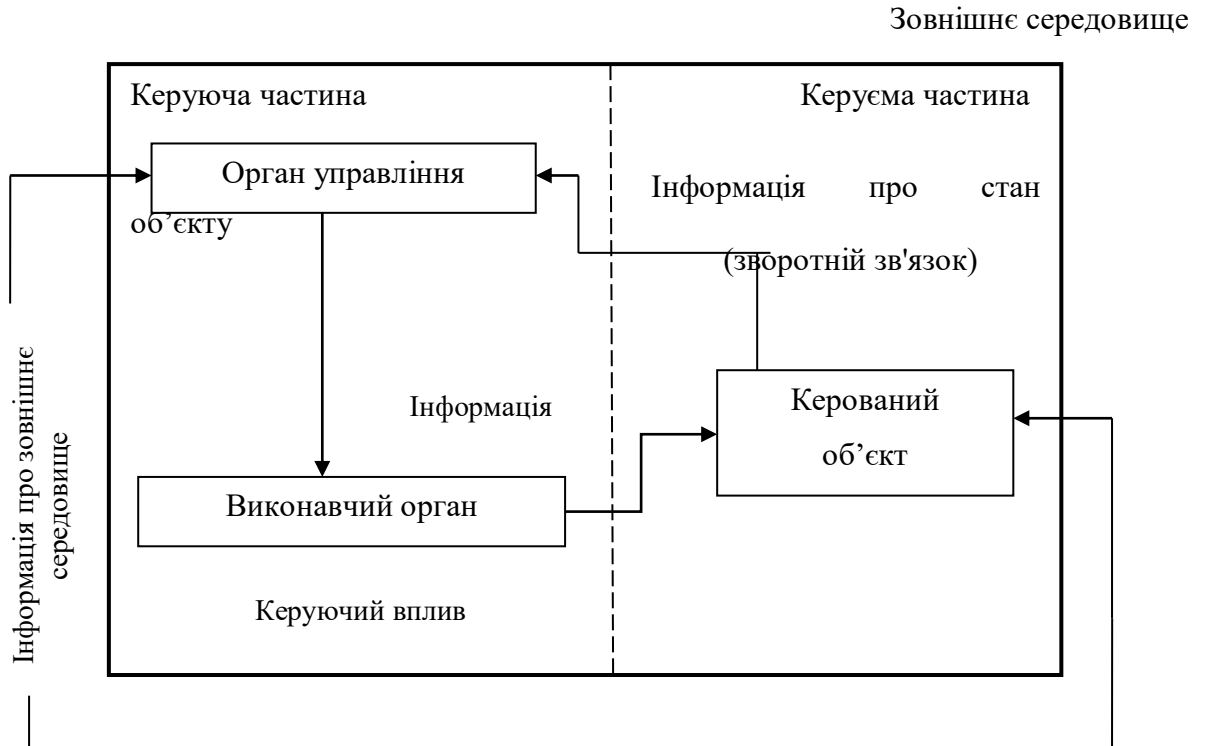 Зовнішнє середовище
Керуюча частина
Керуєма частина
Орган управління
Інформація про стан
об’єкту
(зворотній зв'язок)
Інформація
Керований
об’єкт
Виконавчий орган
Керуючий вплив
Інформація про зовнішнє
середовище